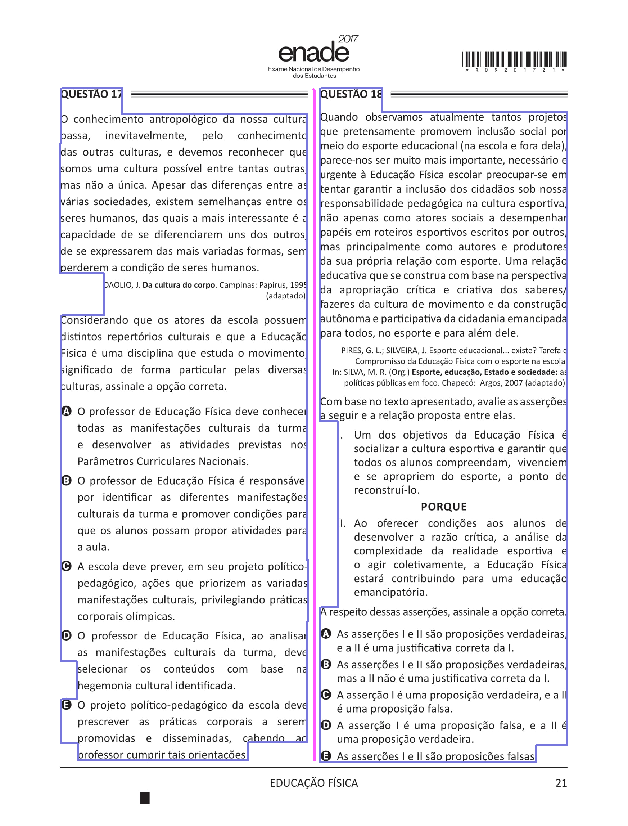 enade 2017
Exame Nacional de Desempenho
dos Estudantes
*R0920172 1*
QUESTÃO 17
O conhecimento antropológico da nossa cultura
passa, inevitavelmente, pelo conhecimento
das outras culturas, e devemos reconhecer que
somos uma cultura possível entre tantas outras,
mas não a única. Apesar das diferenças entre as
várias sociedades, existem semelhanças entre os
seres humanos, das quais a mais interessante é a
capacidade de se diferenciarem uns dos outros,
de se expressarem das mais variadas formas, sem
perderem a condição de seres humanos.
DAOLIO, J. Da cultura do corpo. Campinas: Papirus, 1995
(adaptado).
Considerando que os atores da escola possuem
distintos repertórios culturais e que a Educação
Física é uma disciplina que estuda o movimento,
significado de forma particular pelas diversas
culturas, assinale a opção correta.
A O professor de Educação Física deve conhecer
todas as manifestações culturais da turma
e desenvolver as atividades previstas nos
Parâmetros Curriculares Nacionais.
B O professor de Educação Física é responsável
por identificar as diferentes manifestações
culturais da turma e promover condições para
que os alunos possam propor atividades para
a aula.
C A escola deve prever, em seu projeto político-
pedagógico, ações que priorizem as variadas
manifestações culturais, privilegiando práticas
corporais olímpicas.
D O professor de Educação Física, ao analisar
as manifestações culturais da turma, deve
selecionar os conteúdos com base na
hegemonia cultural identificada.
E O projeto político-pedagógico da escola deve
prescrever as práticas corporais a serem
promovidas e disseminadas, cabendo ao
professor cumprir tais orientações.
QUESTÃO 18
Quando observamos atualmente tantos projetos
que pretensamente promovem inclusão social por
meio do esporte educacional (na escola e fora dela),
parece-nos ser muito mais importante, necessário e
urgente à Educação Física escolar preocupar-se em
tentar garantir a inclusão dos cidadãos sob nossa
responsabilidade pedagógica na cultura esportiva,
não apenas como atores sociais a desempenhar
papéis em roteiros esportivos escritos por outros,
mas principalmente como autores e produtores
da sua própria relação com esporte. Uma relação
educativa que se construa com base na perspectiva
da apropriação crítica e criativa dos saberes/
fazeres da cultura de movimento e da construção
autônoma e participativa da cidadania emancipada
para todos, no esporte e para além dele.
PIRES, G. L.; SILVEIRA, J. Esporte educacional... existe? Tarefa e
Compromisso da Educação Física com o esporte na escola.
In: SILVA, M. R. (Org.) Esporte, educação, Estado e sociedade: as
políticas públicas em foco. Chapecó: Argos, 2007 (adaptado).
Com base no texto apresentado, avalie as asserções
a seguir e a relação proposta entre elas.
I. Um dos objetivos da Educação Física é
socializar a cultura esportiva e garantir que
todos os alunos compreendam, vivenciem
e se apropriem do esporte, a ponto de
reconstruí-lo.
PORQUE
II. Ao oferecer condições aos alunos de
desenvolver a razão crítica, a análise da
complexidade da realidade esportiva e
o agir coletivamente, a Educação Física
estará contribuindo para uma educação
emancipatória.
A respeito dessas asserções, assinale a opção correta.
A As asserções I e II são proposições verdadeiras,
e a II é uma justificativa correta da I.
B As asserções I e II são proposições verdadeiras,
mas a II não é uma justificativa correta da I.
C A asserção I é uma proposição verdadeira, e a II
é uma proposição falsa.
D A asserção I é uma proposição falsa, e a II é
uma proposição verdadeira.
E As asserções I e II são proposições falsas.
EDUCAÇÃO FÍSICA
21